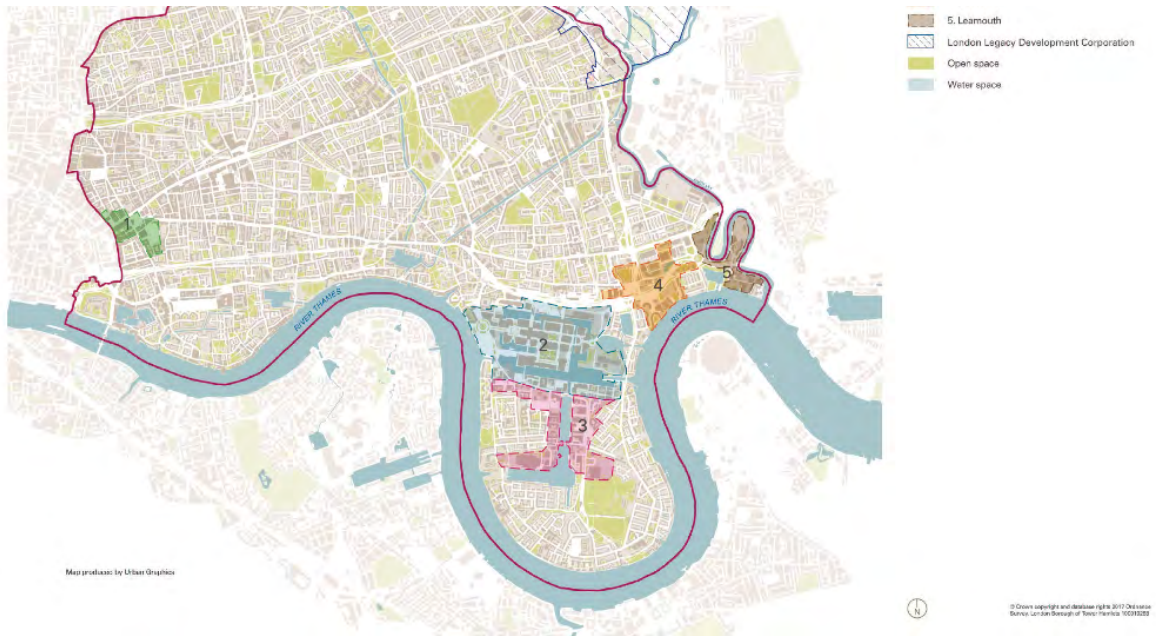 5. Leamouth
London Legacy Development Corporation
Open space
Water space
1
5
4
RIVER THAMES
RIVER THAMES
2
3
Map produced by Urban Graphics
N
© Crown copyright and database rights 2017 Ordnance
Survey, London Borough of Tower Hamlets 100019288